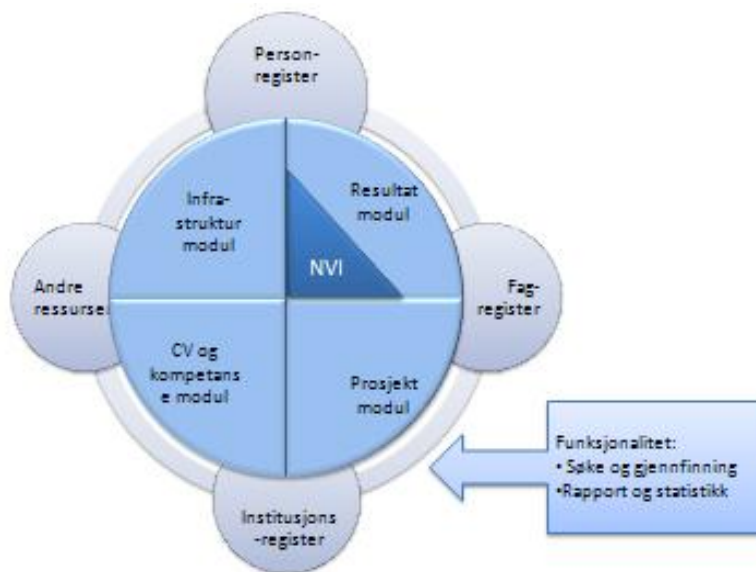 Person-
register
Infra-
struktur
modul
Resultat
modul
NVI
Andre
ressurse
Fag-
register
CV og
kompetans
e modul
Prosjekt
modul
Institusjons
-register
Funksjonalitet:
• Søke og gjennfinning
•Rapport og statistikk